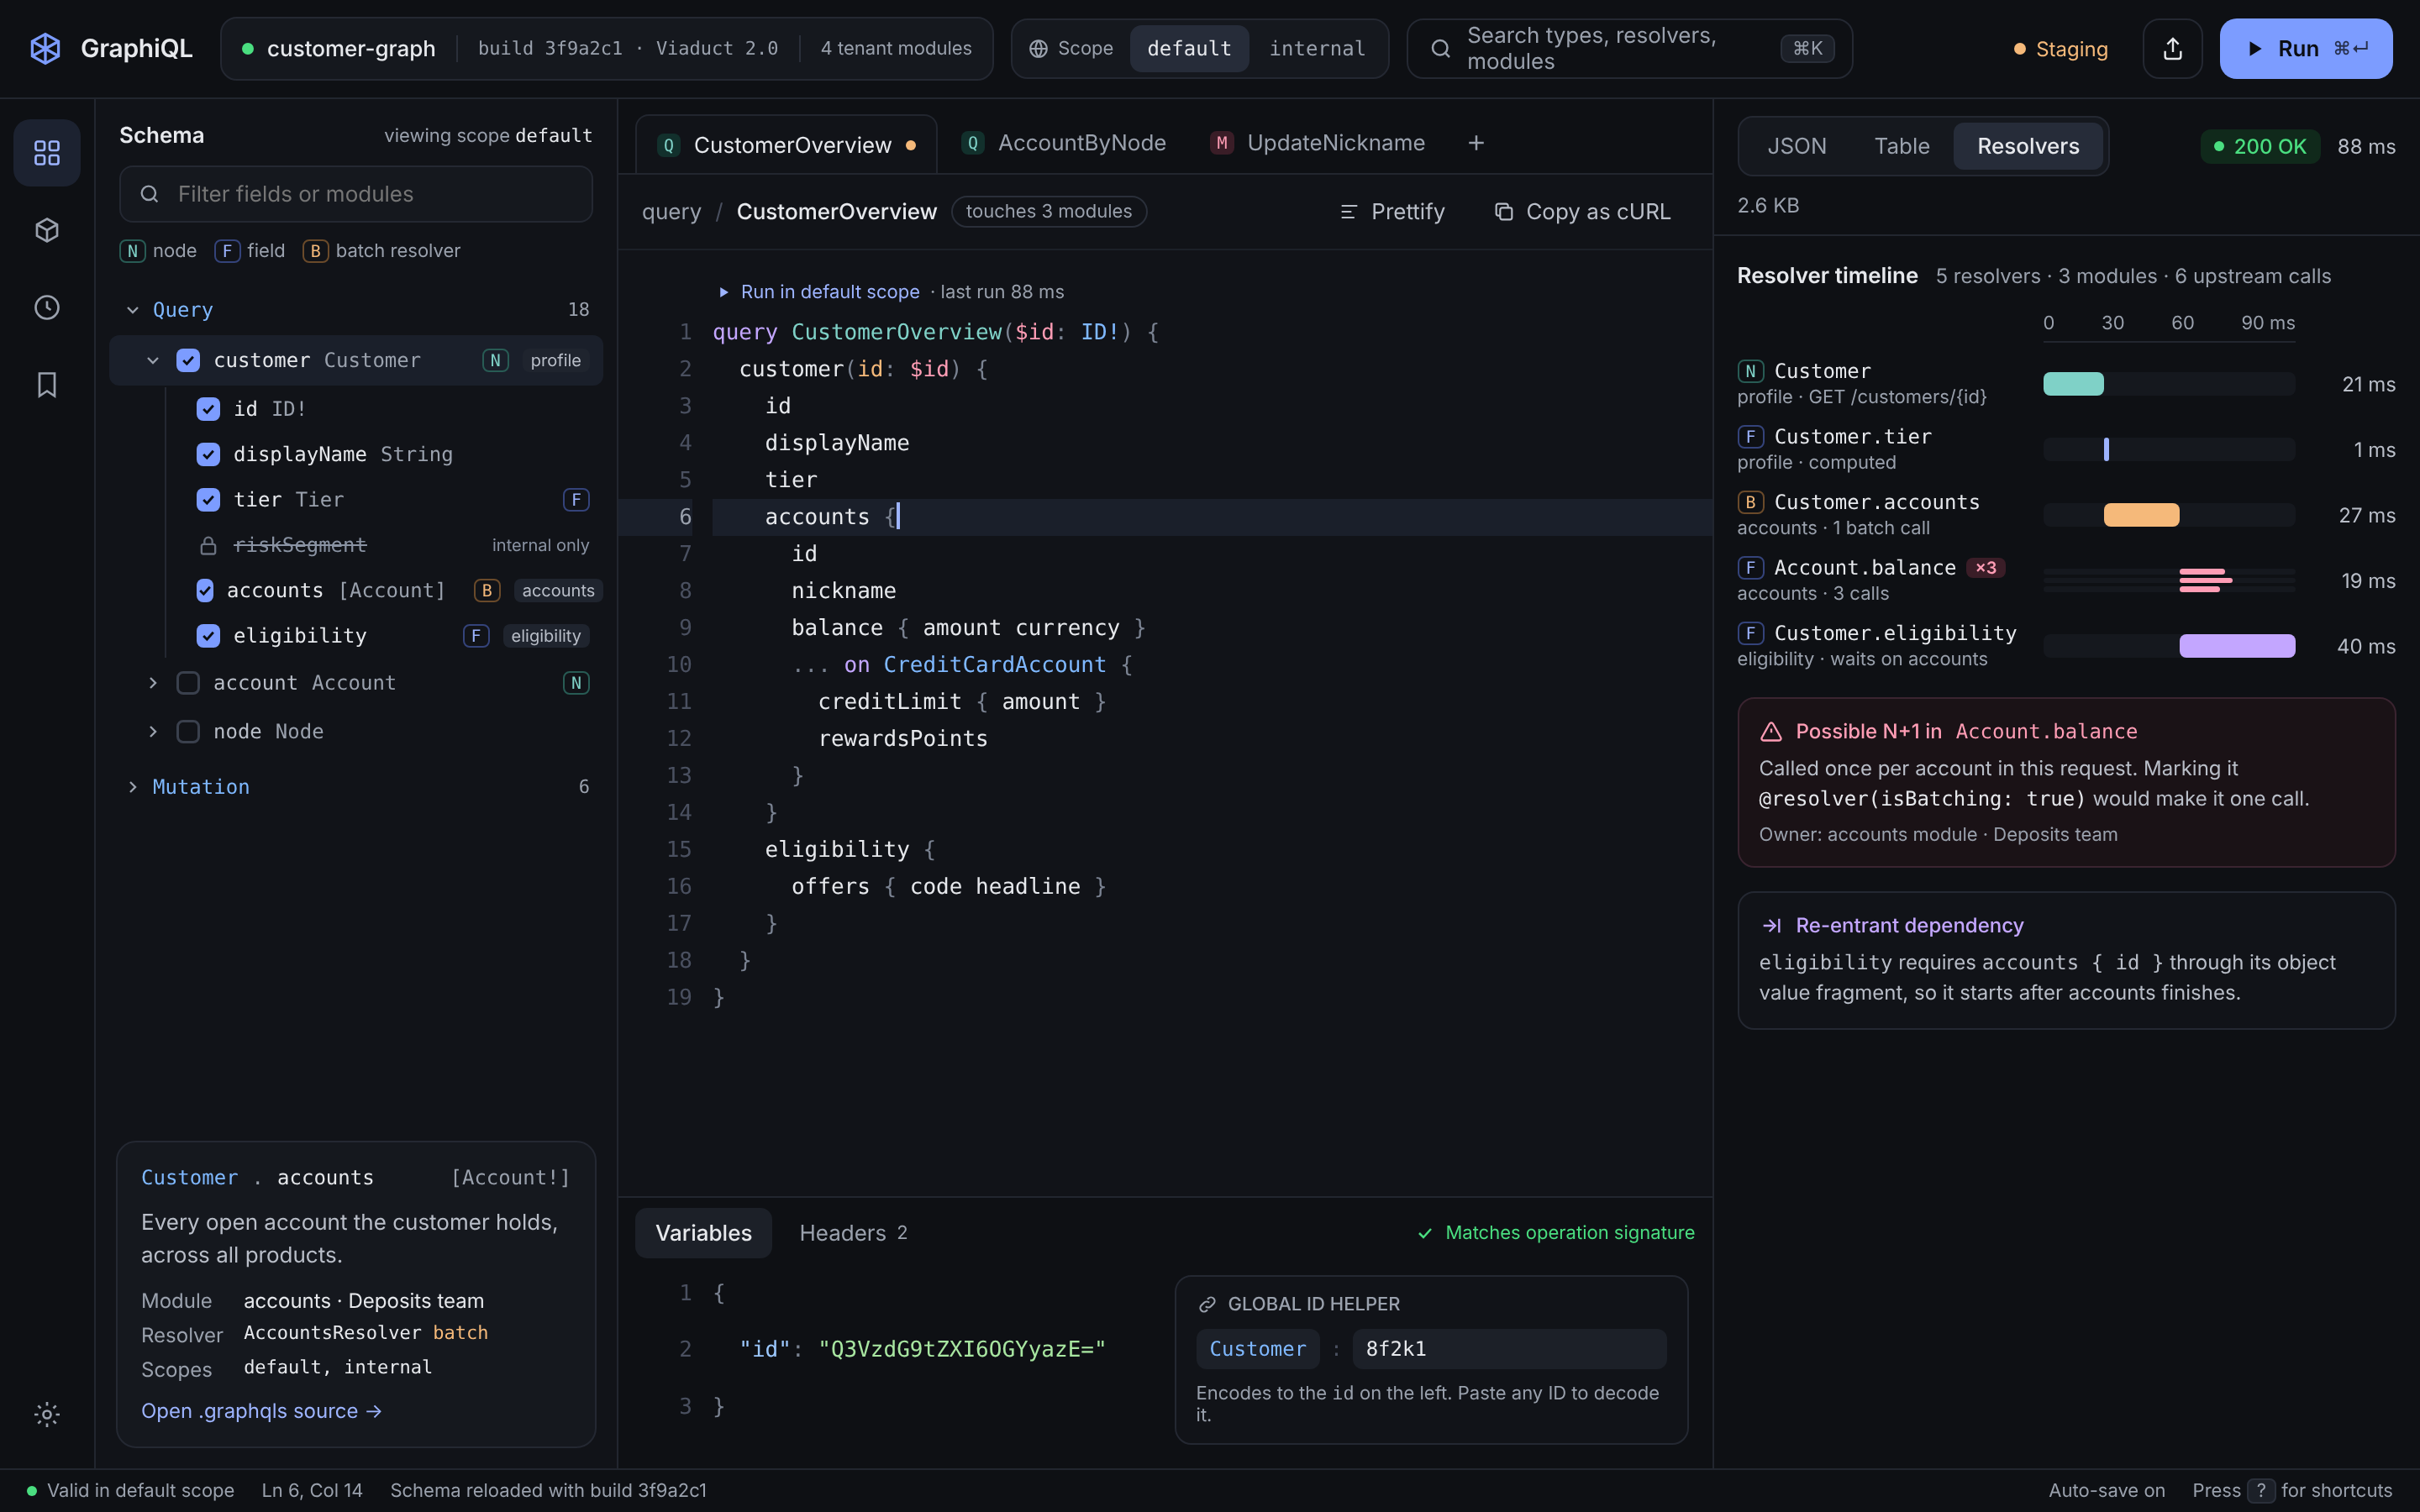 GraphiQL
customer-graph
build 3f9a2c1 · Viaduct 2.0
4 tenant modules
Scope
default
internal
Search types, resolvers,
modules
⌘K
Staging
Run ⌘↵
Schema
viewing scope default
Filter fields or modules
N node F field B batch resolver
Query 18
customer Customer N profile
id ID!
displayName String
tier Tier F
riskSegment internal only
accounts [Account] B accounts
eligibility F eligibility
account Account N
node Node
Mutation 6
Customer . accounts [Account!]
Every open account the customer holds,
across all products.
Module accounts · Deposits team
Resolver AccountsResolver batch
Scopes default, internal
Open .graphqls source →
Q CustomerOverview
Q AccountByNode
M UpdateNickname
+
query / CustomerOverview touches 3 modules
Prettify
Copy as cURL
Run in default scope · last run 88 ms
1 query CustomerOverview($id: ID!) {
2 customer(id: $id) {
3 id
4 displayName
5 tier
6 accounts {
7 id
8 nickname
9 balance { amount currency }
10 ... on CreditCardAccount {
11 creditLimit { amount }
12 rewardsPoints
13 }
14 }
15 eligibility {
16 offers { code headline }
17 }
18 }
19 }
Variables
Headers 2
Matches operation signature
1 {
2 "id": "Q3VzdG9tZXI6OGYyazE="
3 }
GLOBAL ID HELPER
Customer : 8f2k1
Encodes to the id on the left. Paste any ID to decode
it.
JSON
Table
Resolvers
200 OK
88 ms
2.6 KB
Resolver timeline 5 resolvers · 3 modules · 6 upstream calls
0 30 60 90 ms
N Customer
profile · GET /customers/{id}
21 ms
F Customer.tier
profile · computed
1 ms
B Customer.accounts
accounts · 1 batch call
27 ms
F Account.balance ×3
accounts · 3 calls
19 ms
F Customer.eligibility
eligibility · waits on accounts
40 ms
Possible N+1 in Account.balance
Called once per account in this request. Marking it
@resolver(isBatching: true) would make it one call.
Owner: accounts module · Deposits team
Re-entrant dependency
eligibility requires accounts { id } through its object
value fragment, so it starts after accounts finishes.
Valid in default scope
Ln 6, Col 14
Schema reloaded with build 3f9a2c1
Auto-save on
Press ? for shortcuts